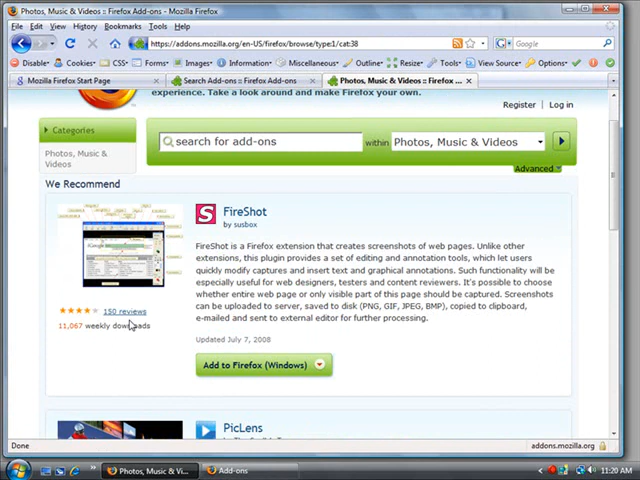 Photos, Music & Videos :: Firefox Add-ons - Mozilla Firefox
File Edit View History Bookmarks Tools Help
https://addons.mozilla.org/en-US/firefox/browse/type:1/cat:38
Google
Disable Cookies CSS Forms Images Information Miscellaneous Outline Resize Tools View Source Options
Mozilla Firefox Start Page
Search Add-ons :: Firefox Add-ons
Photos, Music & Videos :: Firefox ...
experience. Take a look around and make Firefox your own.
Register
Log in
Categories
Photos, Music &
Videos
search for add-ons
within
Photos, Music & Videos
Advanced
We Recommend
FireShot
by susbox
FireShot is a Firefox extension that creates screenshots of web pages. Unlike other
extensions, this plugin provides a set of editing and annotation tools, which let users
quickly modify captures and insert text and graphical annotations. Such functionality will be
especially useful for web designers, testers and content reviewers. It's possible to choose
whether entire web page or only visible part of this page should be captured. Screenshots
can be uploaded to server, saved to disk (PNG, GIF, JPEG, BMP), copied to clipboard,
e-mailed and sent to external editor for further processing.
150 reviews
11,067 weekly downloads
Updated July 7, 2008
Add to Firefox (Windows)
PicLens
Done
addons.mozilla.org
Photos, Music & Vi...
Add-ons
11:20 AM